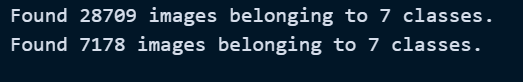 Found 28709 images belonging to 7 classes.
Found 7178 images belonging to 7 classes.